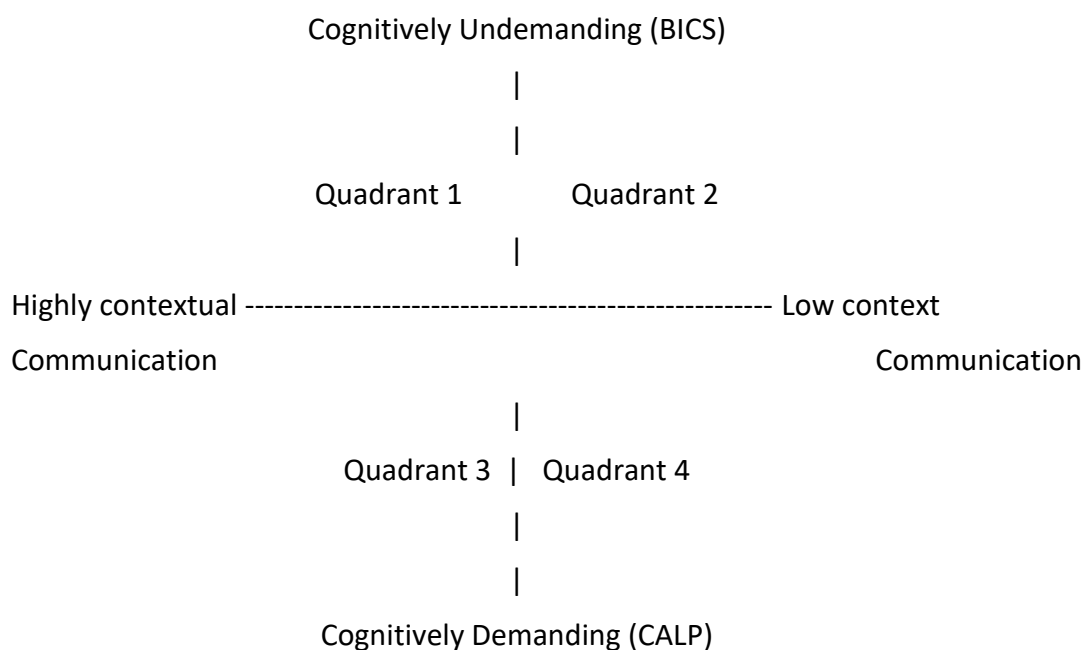 Cognitively Undemanding (BICS)
|
|
Quadrant 1 Quadrant 2
|
Highly contextual ------------------------------------------------------ Low context
Communication Communication
|
Quadrant 3 | Quadrant 4
|
|
Cognitively Demanding (CALP)